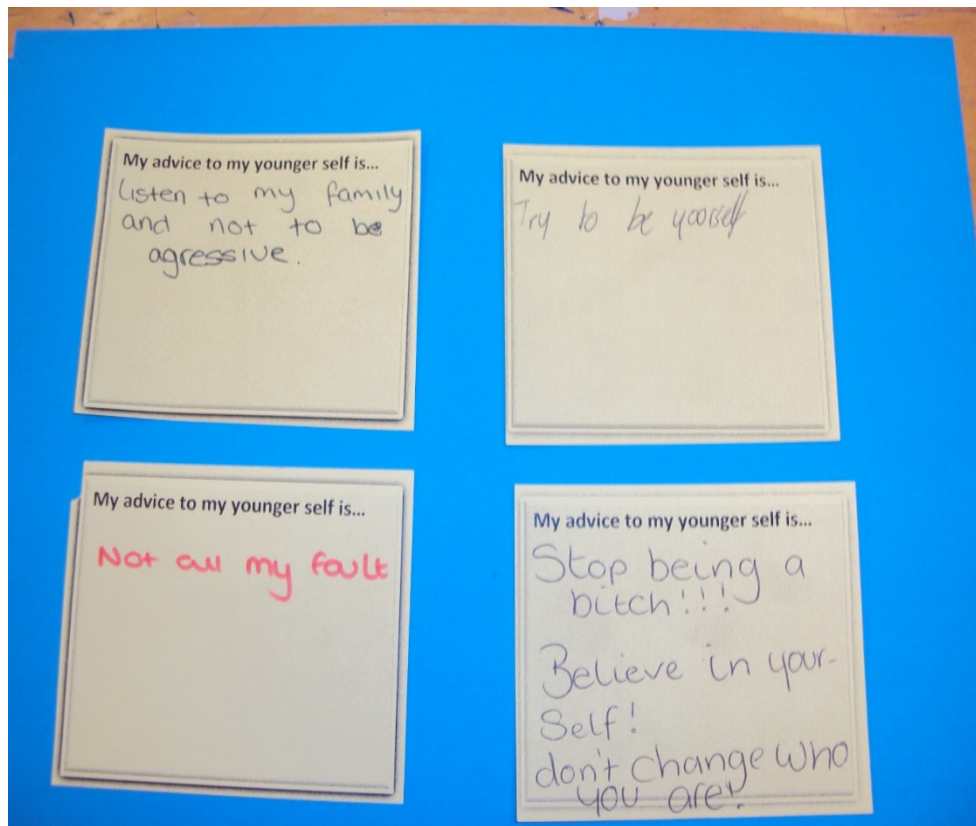 My advice to my younger self is...
Listen to my family
and not to be
agressive.
My advice to my younger self is...
Try to be yoorself
My advice to my younger self is...
Not all my fault
My advice to my younger self is...
Stop being a
bitch!!!
Believe in your-
Self!
don't change who
you are!